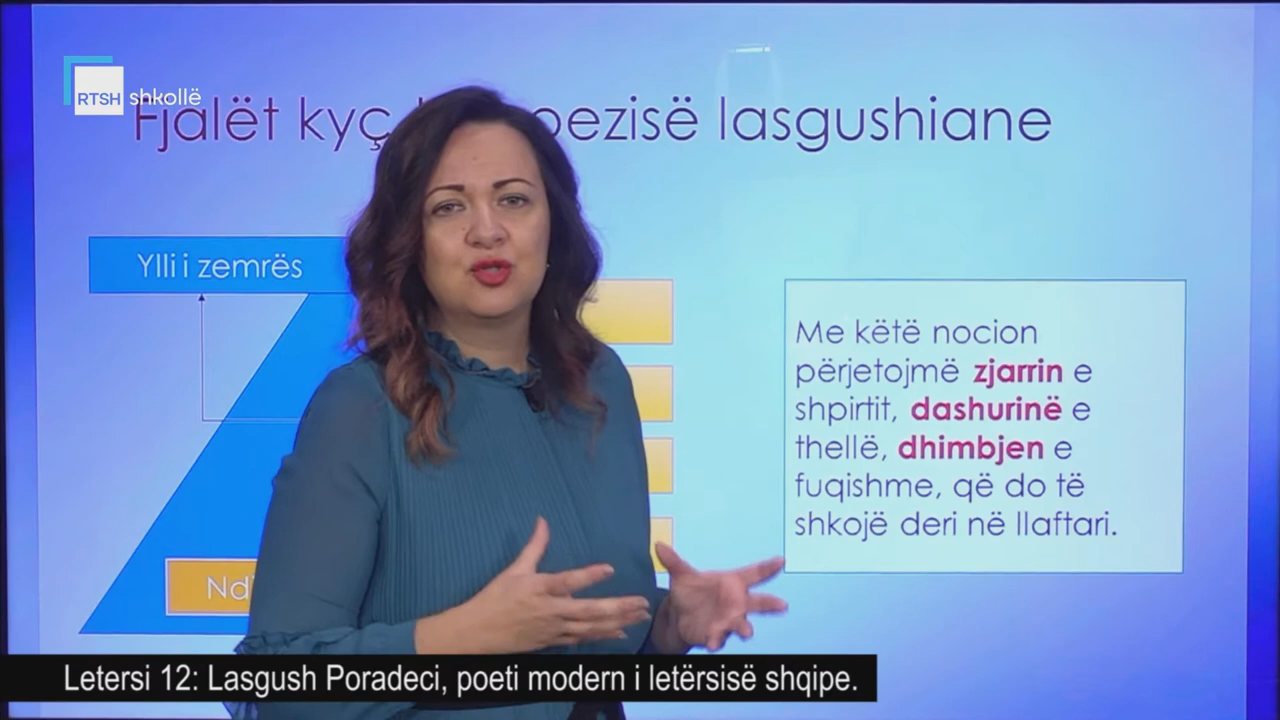 RTSH shkollë
Fjalët kyç oezisë lasgushiane
Ylli i zemrës
Me këtë nocion
përjetojmë zjarrin e
shpirtit, dashurinë e
thellë, dhimbjen e
fuqishme, që do të
shkojë deri në llaftari.
Letersi 12: Lasgush Poradeci, poeti modern i letërsisë shqipe.